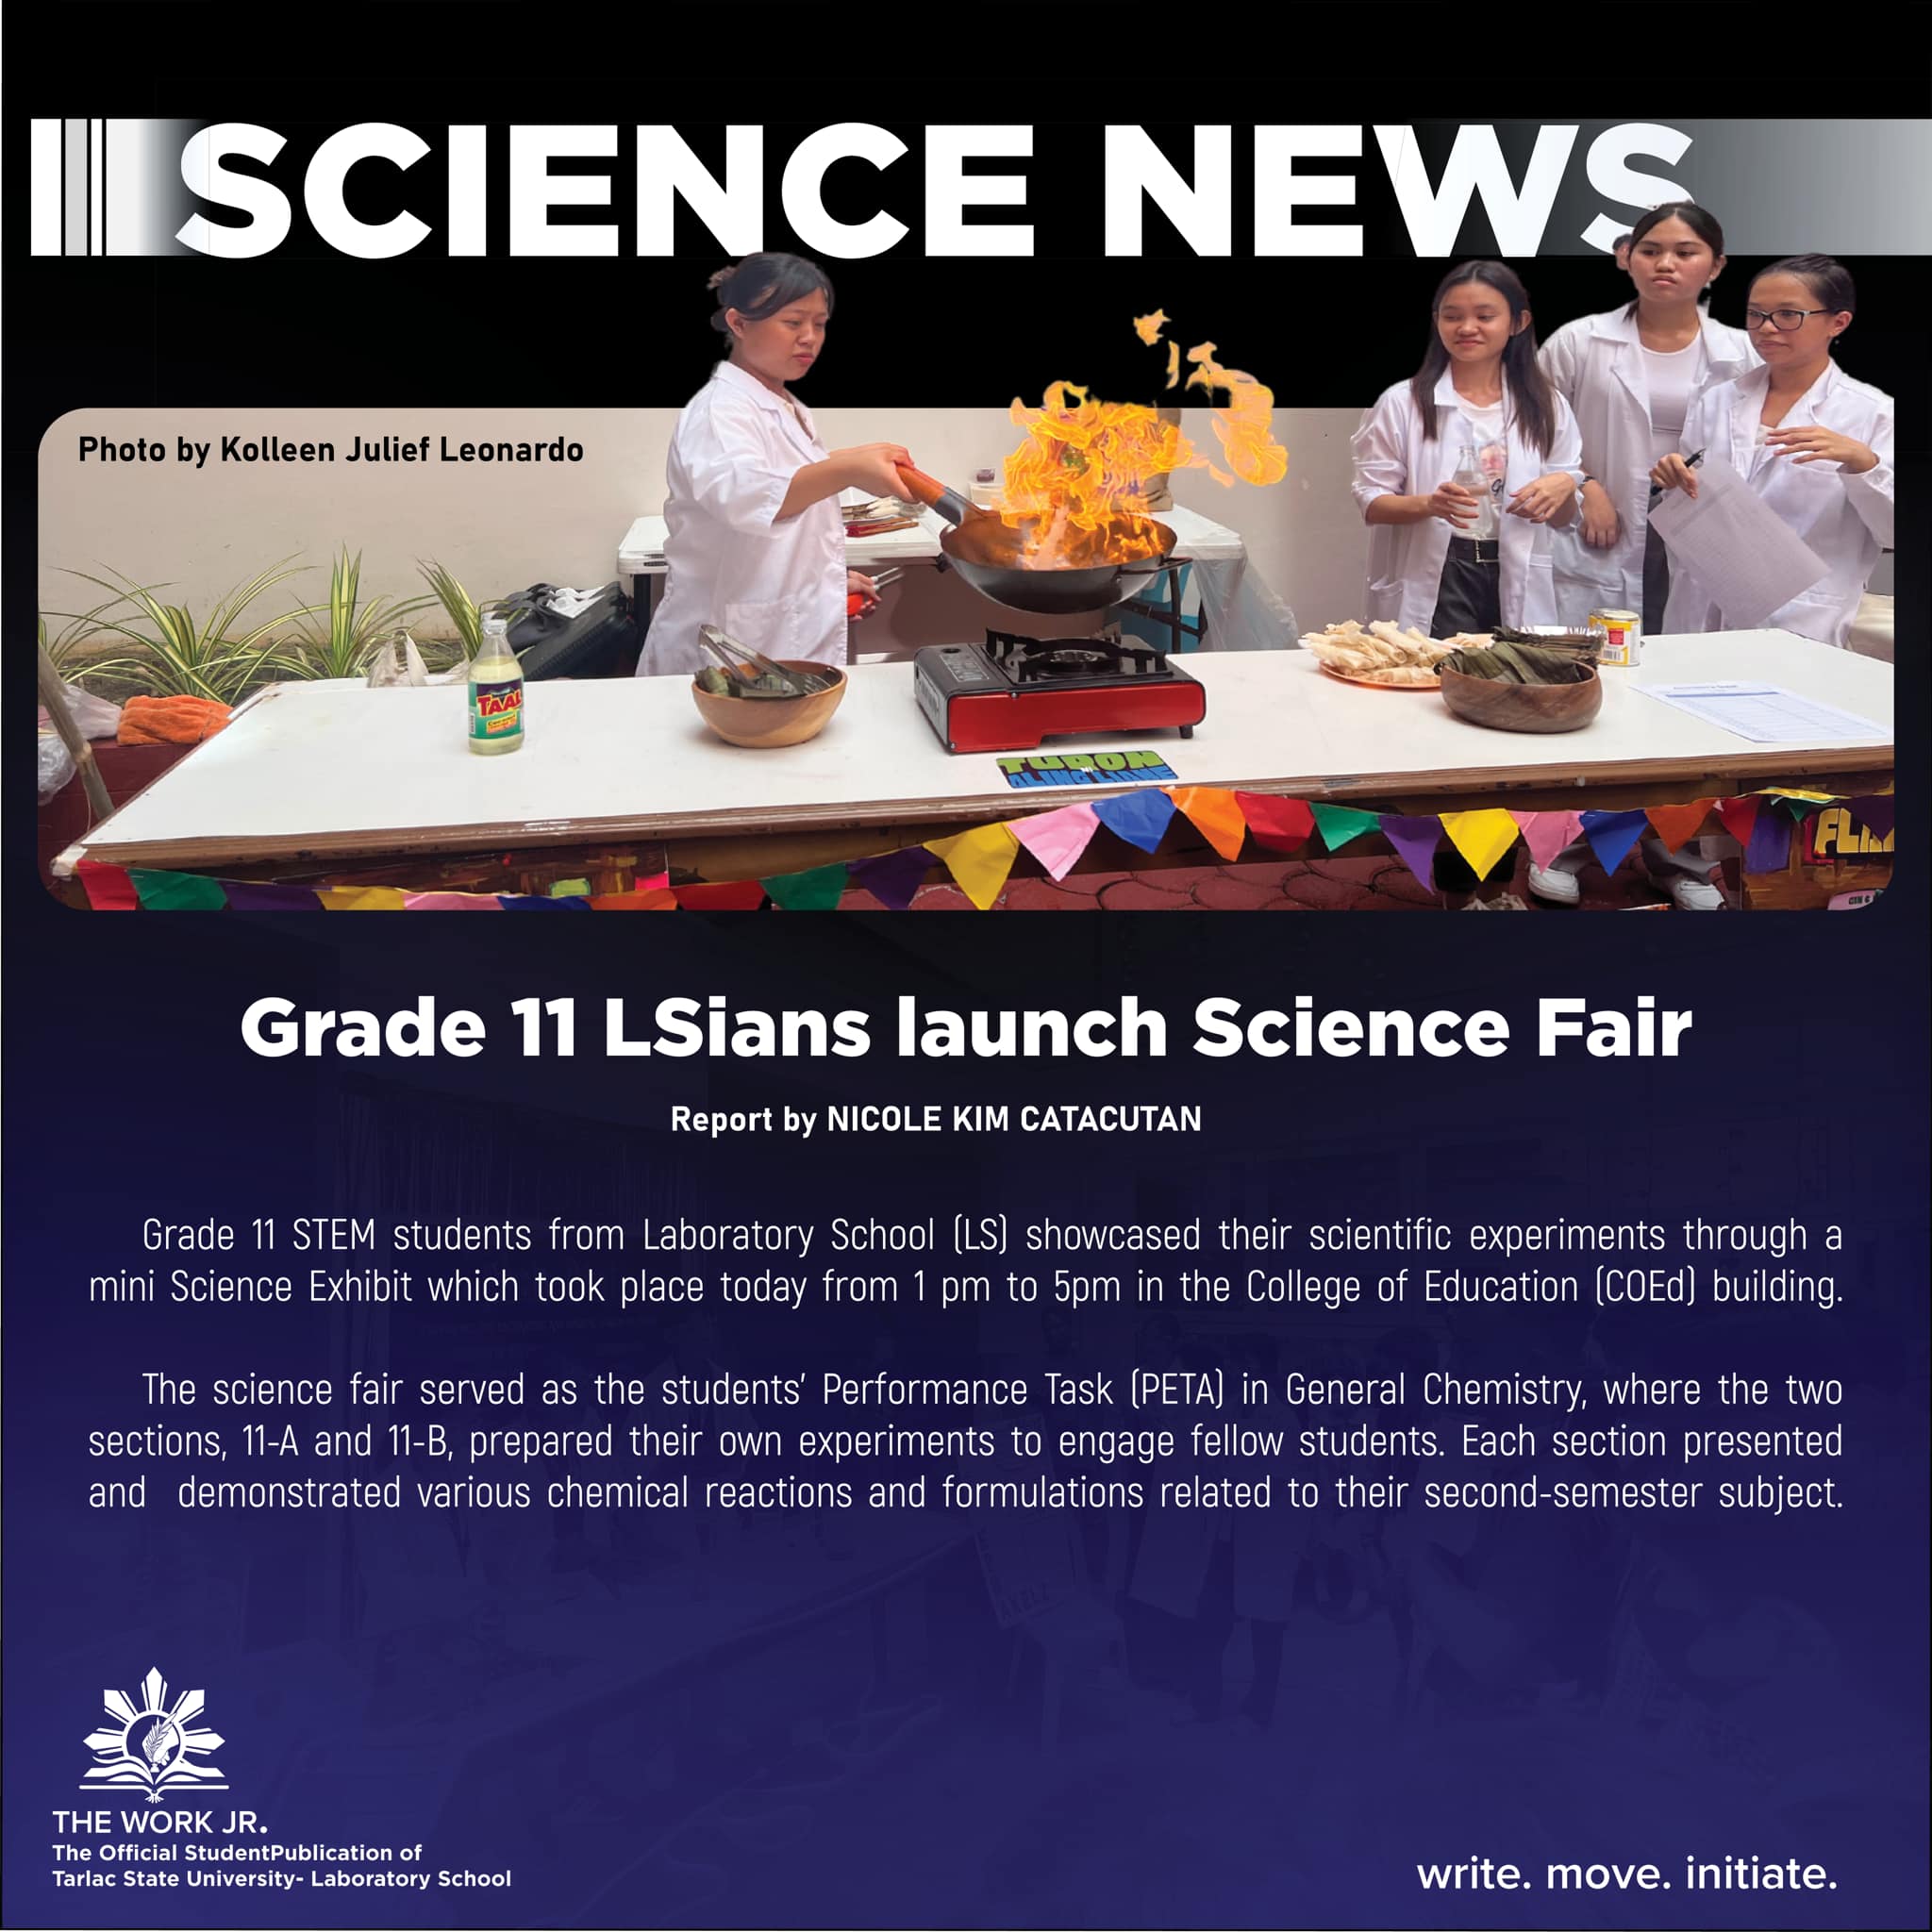 SCIENCE NEWS
Photo by Kolleen Julief Leonardo
TAAL
TURON
FLA
Grade 11 LSians launch Science Fair
Report by NICOLE KIM CATACUTAN
Grade 11 STEM students from Laboratory School (LS) showcased their scientific experiments through a
mini Science Exhibit which took place today from 1 pm to 5pm in the College of Education (COEd) building.
The science fair served as the students' Performance Task (PETA) in General Chemistry, where the two
sections, 11-A and 11-B, prepared their own experiments to engage fellow students. Each section presented
and demonstrated various chemical reactions and formulations related to their second-semester subject.
THE WORK JR.
The Official StudentPublication of
Tarlac State University- Laboratory School
write. move. initiate.